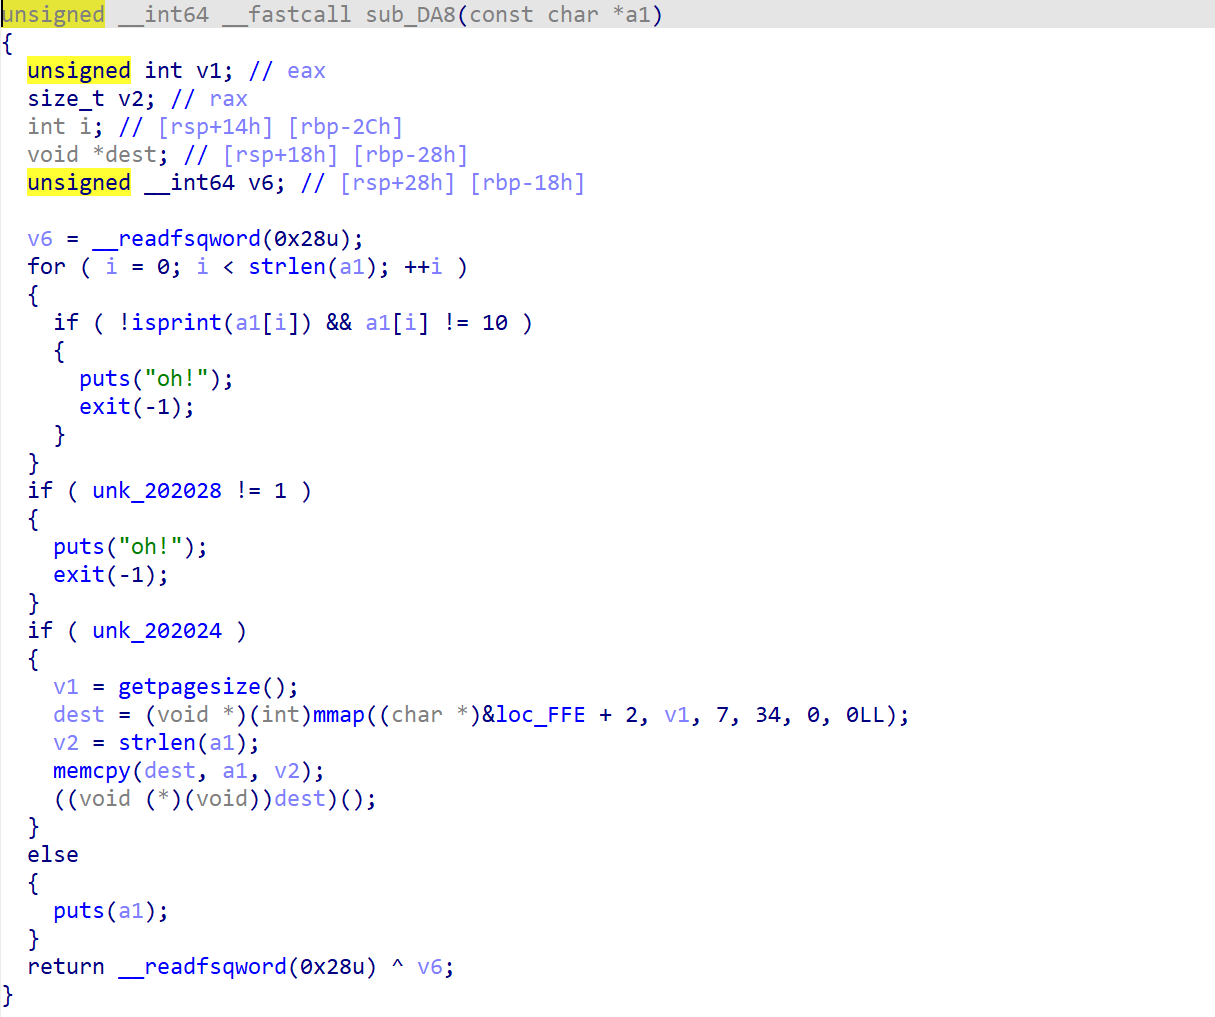 unsigned __int64 __fastcall sub_DA8(const char *a1)
{
  unsigned int v1; // eax
  size_t v2; // rax
  int i; // [rsp+14h] [rbp-2Ch]
  void *dest; // [rsp+18h] [rbp-28h]
  unsigned __int64 v6; // [rsp+28h] [rbp-18h]

  v6 = __readfsqword(0x28u);
  for ( i = 0; i < strlen(a1); ++i )
  {
    if ( !isprint(a1[i]) && a1[i] != 10 )
    {
      puts("oh!");
      exit(-1);
    }
  }
  if ( unk_202028 != 1 )
  {
    puts("oh!");
    exit(-1);
  }
  if ( unk_202024 )
  {
    v1 = getpagesize();
    dest = (void *)(int)mmap((char *)&loc_FFE + 2, v1, 7, 34, 0, 0LL);
    v2 = strlen(a1);
    memcpy(dest, a1, v2);
    ((void (*)(void))dest)();
  }
  else
  {
    puts(a1);
  }
  return __readfsqword(0x28u) ^ v6;
}